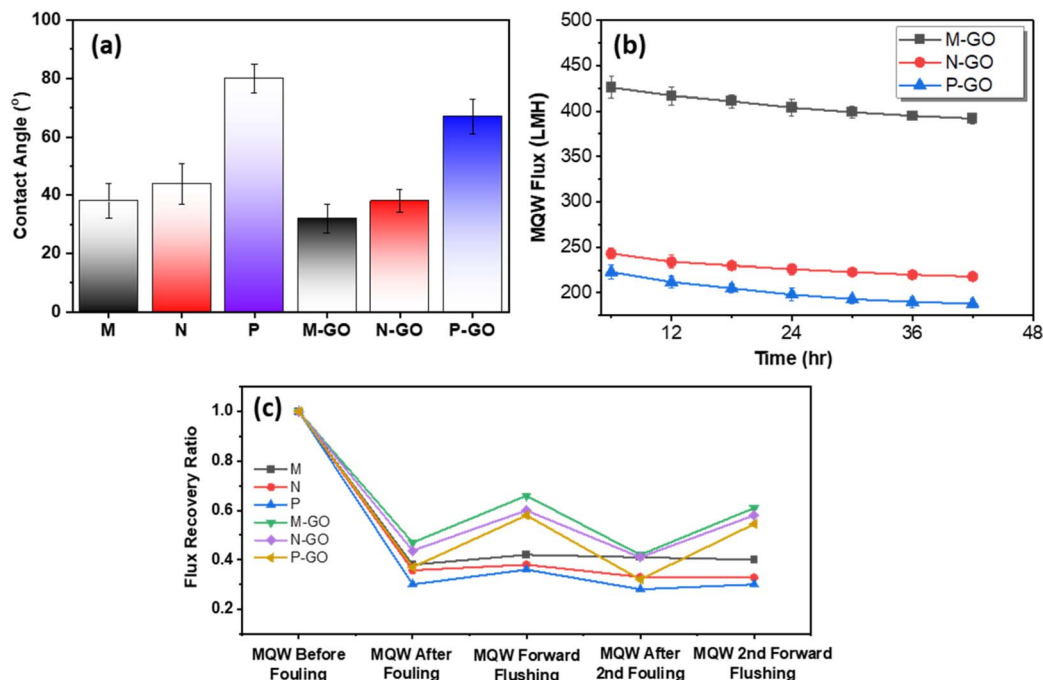 (a)
Contact Angle (°)
100
80
60
40
20
0
M N P M-GO N-GO P-GO
(b)
MQW Flux (LMH)
500
450
400
350
300
250
200
M-GO
N-GO
P-GO
12 24 36 48
Time (hr)
(c)
Flux Recovery Ratio
1.0
0.8
0.6
0.4
0.2
M
N
P
M-GO
N-GO
P-GO
MQW Before
Fouling
MQW After
Fouling
MQW Forward
Flushing
MQW After
2nd Fouling
MQW 2nd Forward
Flushing